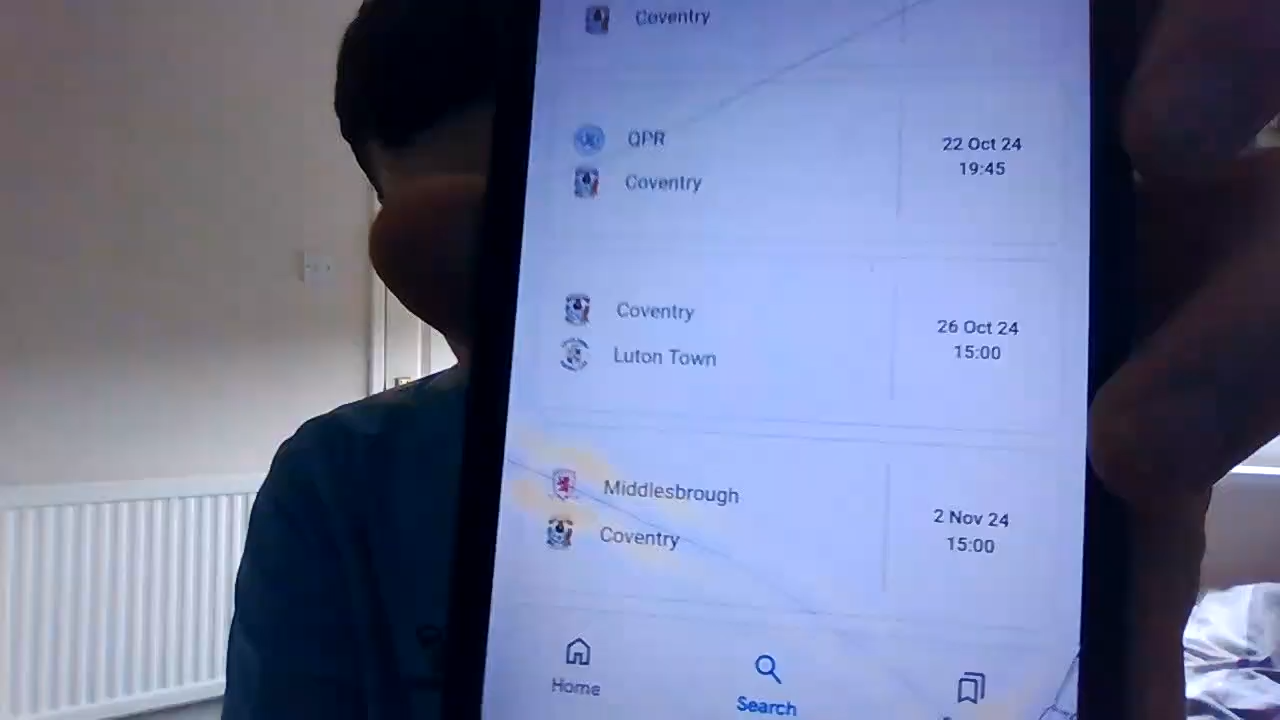 Coventry
QPR
Coventry
22 Oct 24
19:45
Coventry
Luton Town
26 Oct 24
15:00
Middlesbrough
Coventry
2 Nov 24
15:00
Home
Search